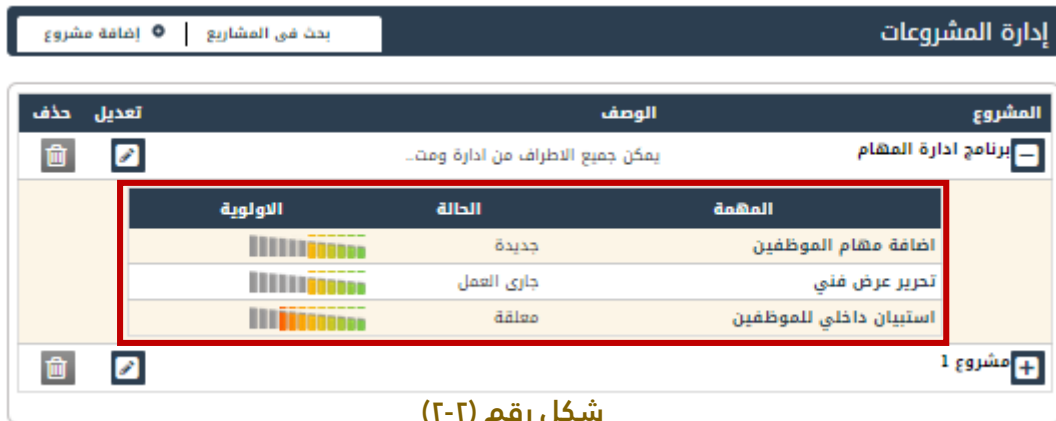 إدارة المشروعات
بحث فى المشاريع
إضافة مشروع
المشروع الوصف تعديل حذف
برنامج ادارة المهام يمكن جميع الاطراف من ادارة ومت...
المهمة الحالة الاولوية
اضافة مهام الموظفين جديدة
تحرير عرض فني جارى العمل
استبيان داخلي للموظفين معلقة
مشروع 1
شكل رقم (٢-٢)